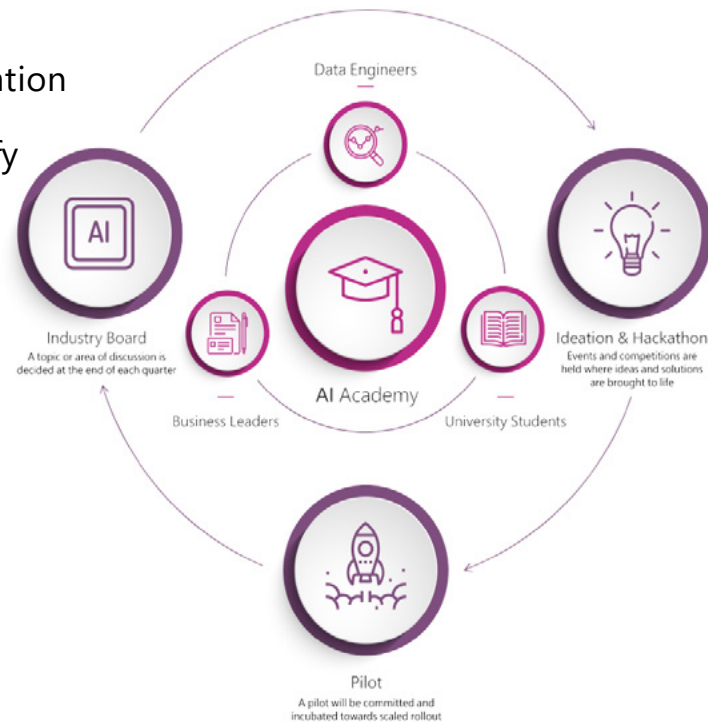 Data Engineers
AI
Industry Board
A topic or area of discussion is
decided at the end of each quarter
Ideation & Hackathon
Events and competitions are
held where ideas and solutions
are brought to life
AI Academy
Business Leaders
University Students
Pilot
A pilot will be committed and
incubated towards scaled rollout